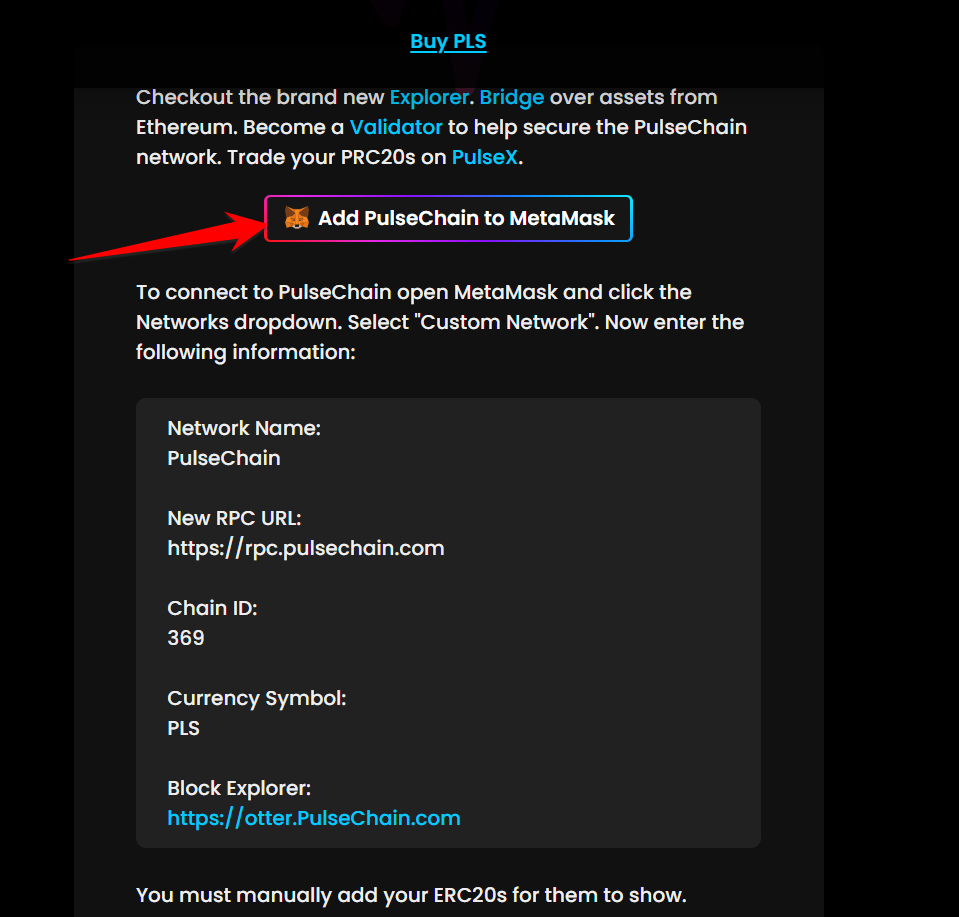 Buy PLS
Checkout the brand new Explorer. Bridge over assets from
Ethereum. Become a Validator to help secure the PulseChain
network. Trade your PRC20s on PulseX.
Add PulseChain to MetaMask
To connect to PulseChain open MetaMask and click the
Networks dropdown. Select "Custom Network". Now enter the
following information:
Network Name:
PulseChain
New RPC URL:
https://rpc.pulsechain.com
Chain ID:
369
Currency Symbol:
PLS
Block Explorer:
https://otter.PulseChain.com
You must manually add your ERC20s for them to show.